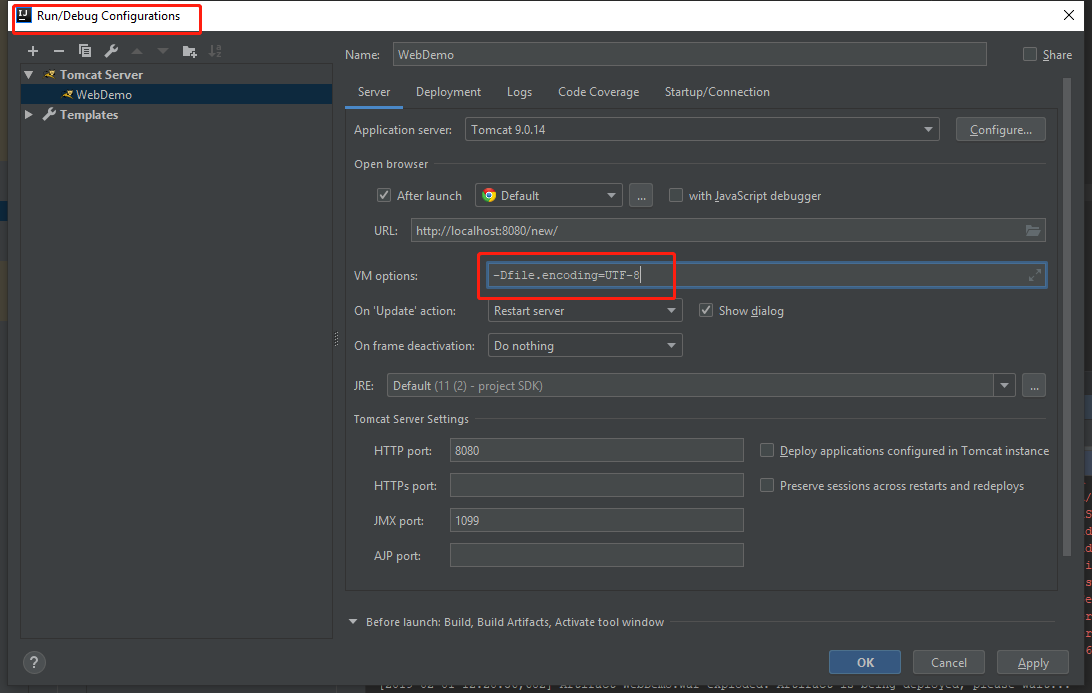 Run/Debug Configurations
Name: WebDemo Share
Tomcat Server
WebDemo
Templates
Server Deployment Logs Code Coverage Startup/Connection
Application server: Tomcat 9.0.14 Configure...
Open browser
After launch Default ... with JavaScript debugger
URL: http://localhost:8080/new/
VM options: -Dfile.encoding=UTF-8
On 'Update' action: Restart server Show dialog
On frame deactivation: Do nothing
JRE: Default (11 (2) - project SDK) ...
Tomcat Server Settings
HTTP port: 8080 Deploy applications configured in Tomcat instance
HTTPs port: Preserve sessions across restarts and redeploys
JMX port: 1099
AJP port:
Before launch: Build, Build Artifacts, Activate tool window
? OK Cancel Apply